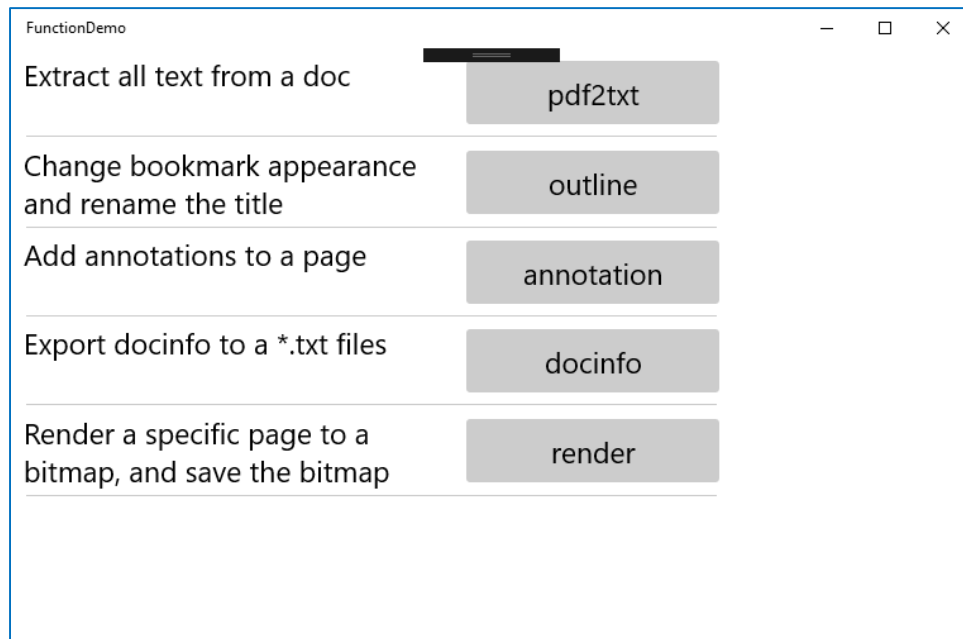 FunctionDemo
Extract all text from a doc
pdf2txt
Change bookmark appearance
and rename the title
outline
Add annotations to a page
annotation
Export docinfo to a *.txt files
docinfo
Render a specific page to a
bitmap, and save the bitmap
render